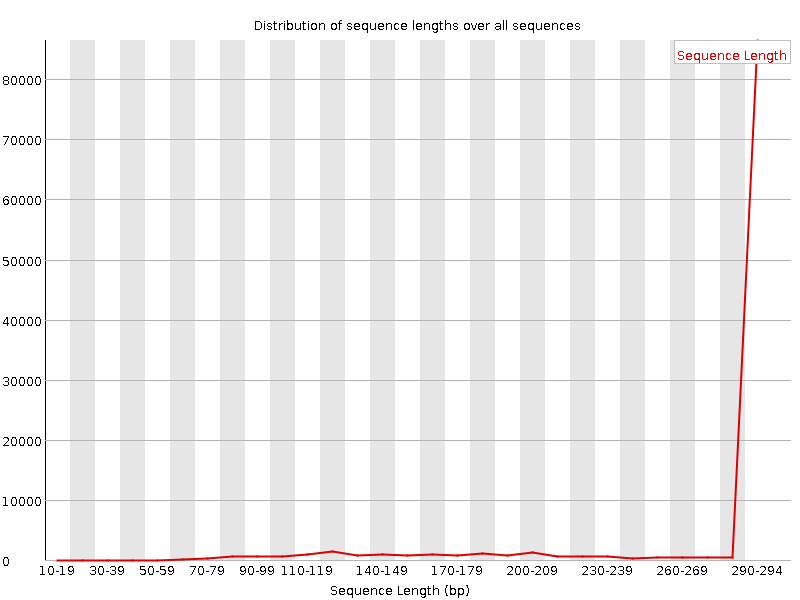 Distribution of sequence lengths over all sequences
Sequence Length
80000
70000
60000
50000
40000
30000
20000
10000
0
10-19 30-39 50-59 70-79 90-99 110-119 140-149 170-179 200-209 230-239 260-269 290-294
Sequence Length (bp)